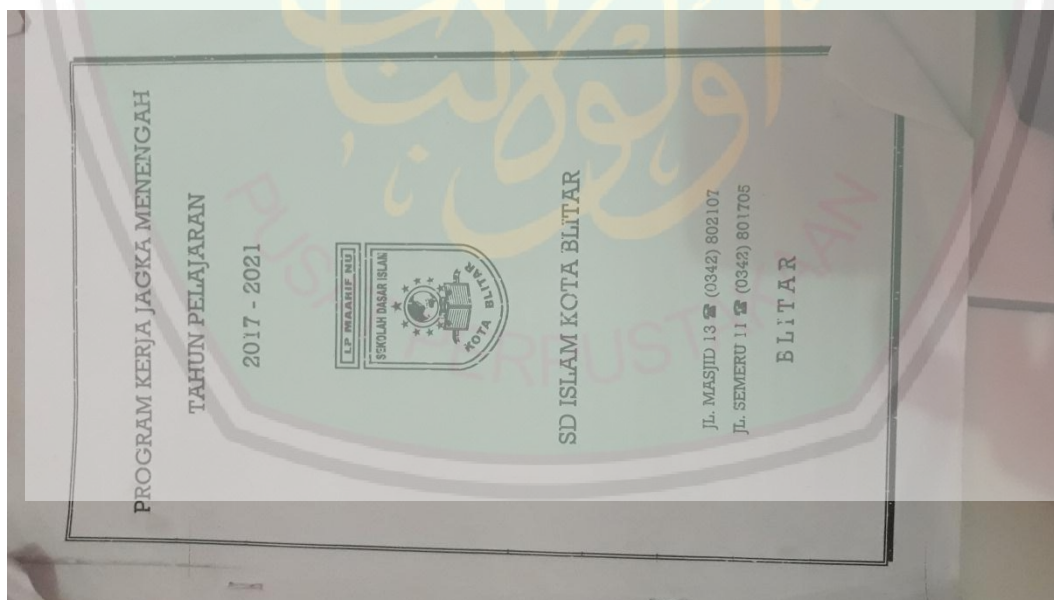 PROGRAM KERJA JAGKA MENENGAH
TAHUN PELAJARAN
2017 - 2021
LP MAARIF NU
SEKOLAH DASAR ISLAM
KOTA BLITAR
SD ISLAM KOTA BLITAR
JL. MASJID 13 ☎ (0342) 802107
JL. SEMERU 11 ☎ (0342) 801705
BLITAR
PERPUSTAKAAN